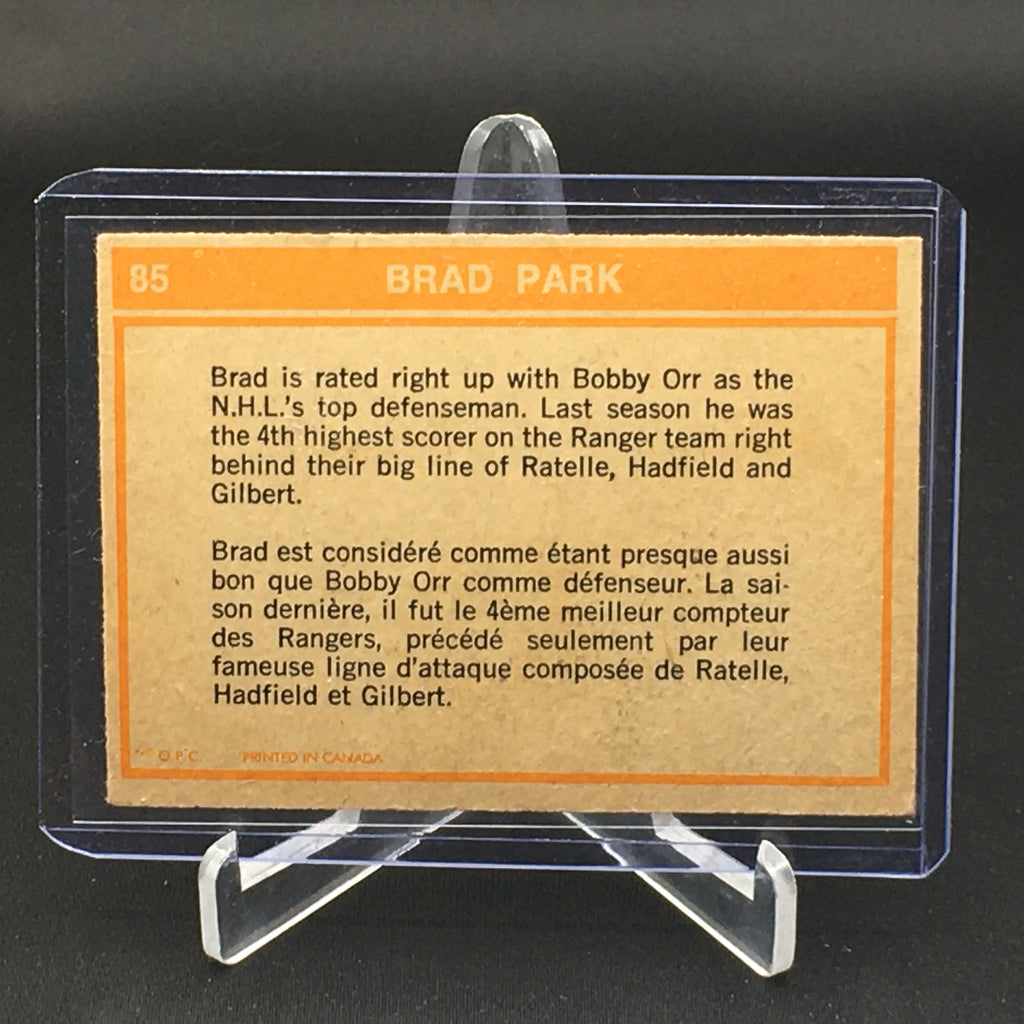 85 BRAD PARK
Brad is rated right up with Bobby Orr as the
N.H.L.'s top defenseman. Last season he was
the 4th highest scorer on the Ranger team right
behind their big line of Ratelle, Hadfield and
Gilbert.
Brad est considéré comme étant presque aussi
bon que Bobby Orr comme défenseur. La sai-
son dernière, il fut le 4ème meilleur compteur
des Rangers, précédé seulement par leur
fameuse ligne d'attaque composée de Ratelle,
Hadfield et Gilbert.
O.P.C. PRINTED IN CANADA